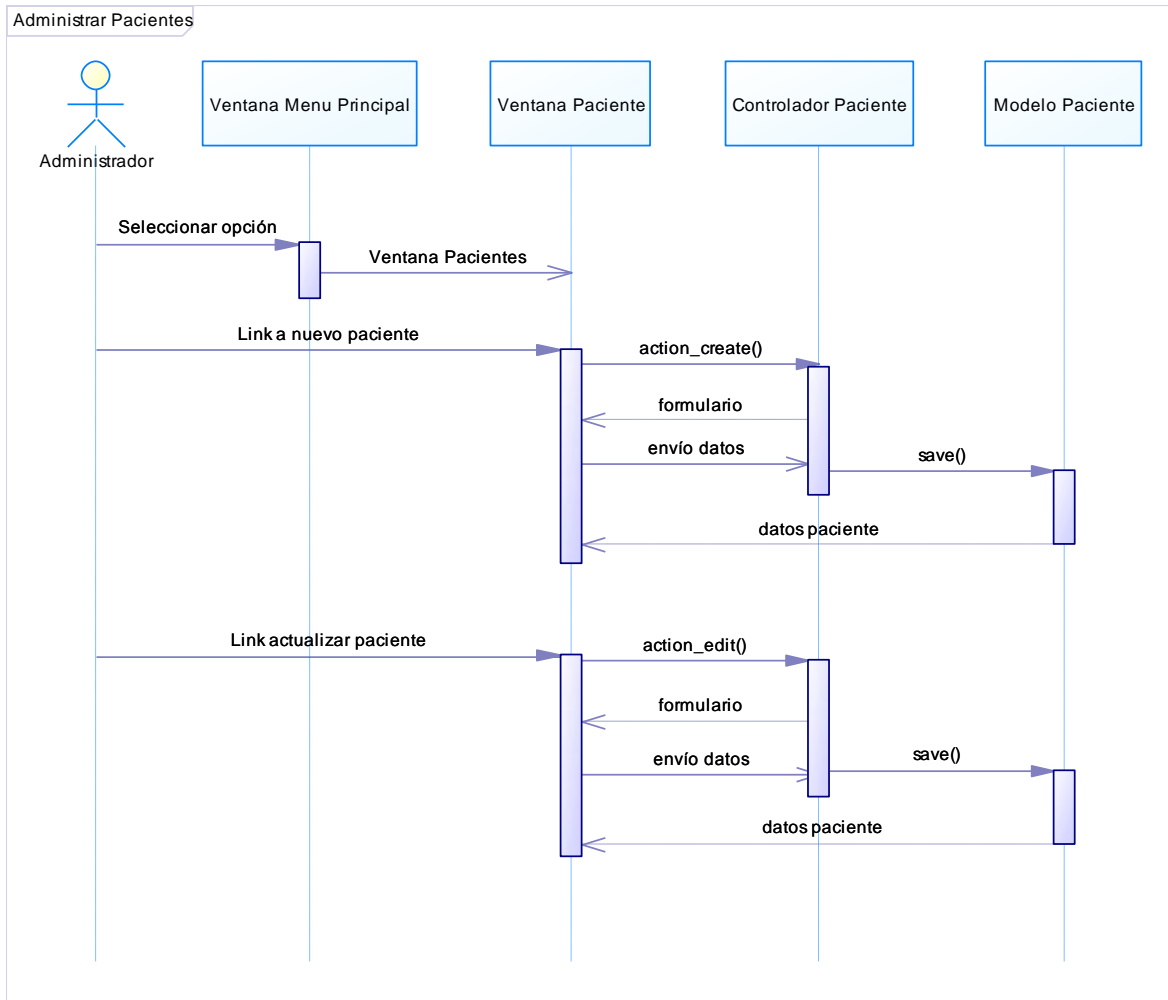 Administrar Pacientes
Ventana Menu Principal
Ventana Paciente
Controlador Paciente
Modelo Paciente
Administrador
Seleccionar opción
Ventana Pacientes
Link a nuevo paciente
action_create()
formulario
envío datos
save()
datos paciente
Link actualizar paciente
action_edit()
formulario
envío datos
save()
datos paciente